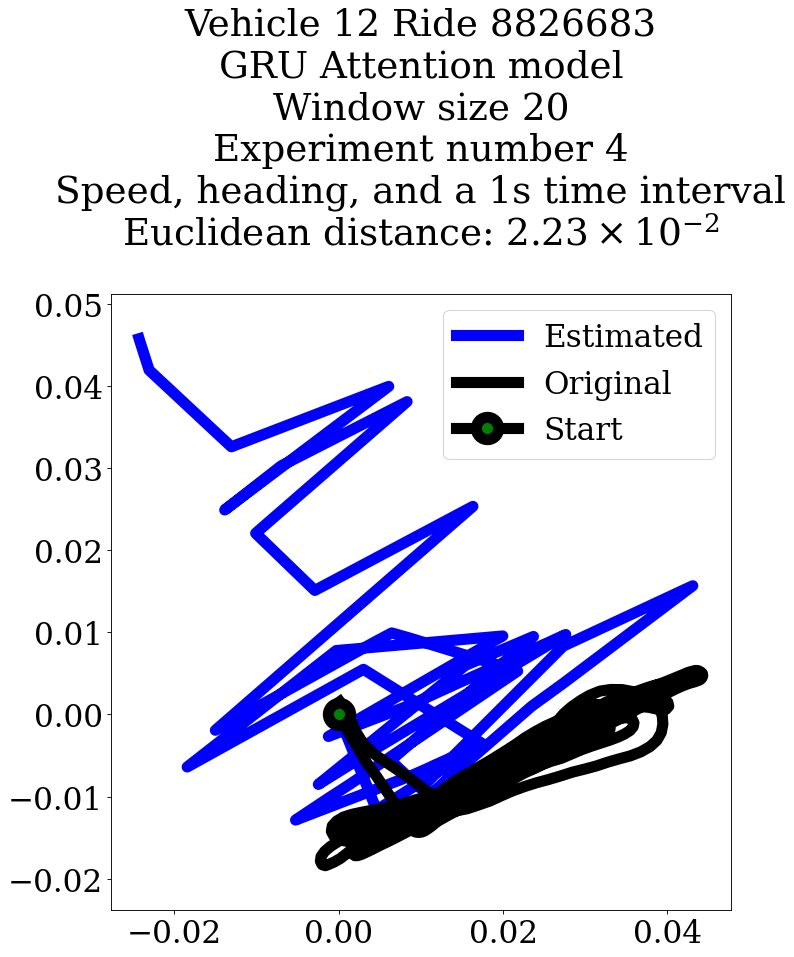 Vehicle 12 Ride 8826683
GRU Attention model
Window size 20
Experiment number 4
Speed, heading, and a 1s time interval
Euclidean distance: 2.23 × 10⁻²
0.05
0.04
0.03
0.02
0.01
0.00
−0.01
−0.02
Estimated
Original
Start
−0.02 0.00 0.02 0.04